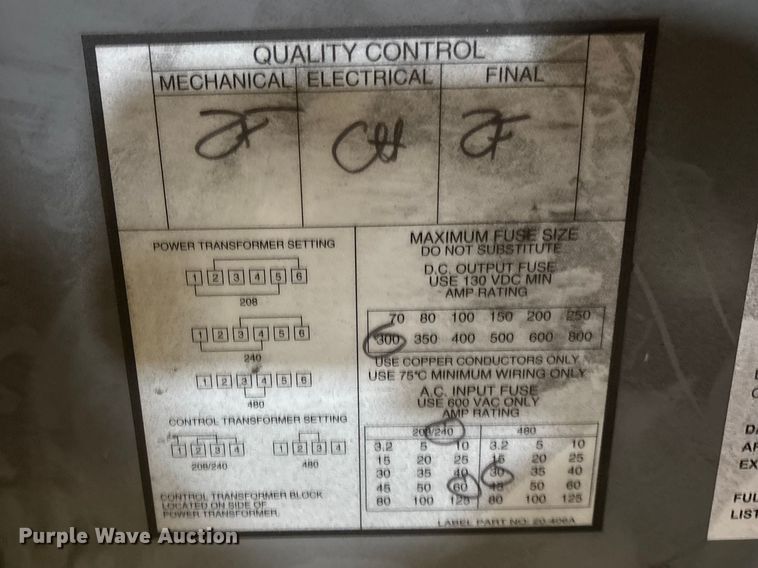 QUALITY CONTROL
MECHANICAL ELECTRICAL FINAL
JF CH JF
POWER TRANSFORMER SETTING
1 2 3 4 5 6
208
1 2 3 4 5 6
240
1 2 3 4 5 6
480
CONTROL TRANSFORMER SETTING
1 2 3 4 1 2 3 4
208/240 480
CONTROL TRANSFORMER BLOCK
LOCATED ON SIDE OF
POWER TRANSFORMER.
MAXIMUM FUSE SIZE
DO NOT SUBSTITUTE
D.C. OUTPUT FUSE
USE 130 VDC MIN
AMP RATING
70 80 100 150 200 250
300 350 400 500 600 800
USE COPPER CONDUCTORS ONLY
USE 75°C MINIMUM WIRING ONLY
A.C. INPUT FUSE
USE 600 VAC ONLY
AMP RATING
208/240 480
3.2 5 10 3.2 5 10
15 20 25 15 20 25
30 35 40 30 35 40
45 50 60 45 50 60
80 100 125 80 100 125
LABEL PART NO.
FUL
LIST
Purple Wave Auction